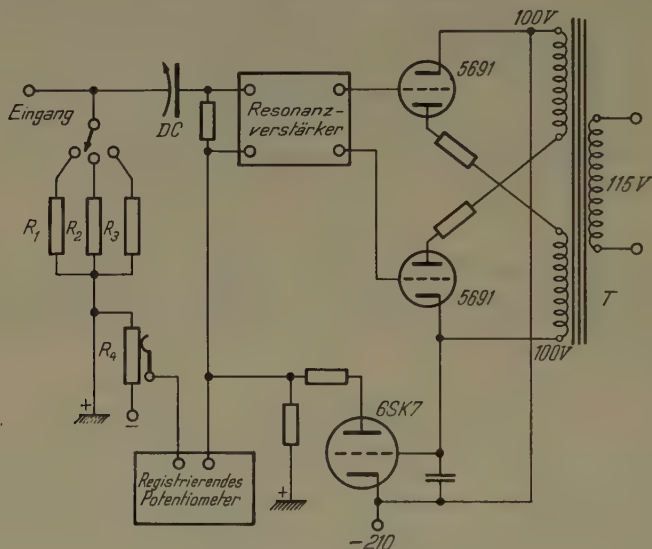 100V
5691
Eingang
DC
Resonanz-
verstärker
115V
R1 R2 R3
5691
T
100V
R4
6SK7
+
−
Registrierendes
Potentiometer
+
−210